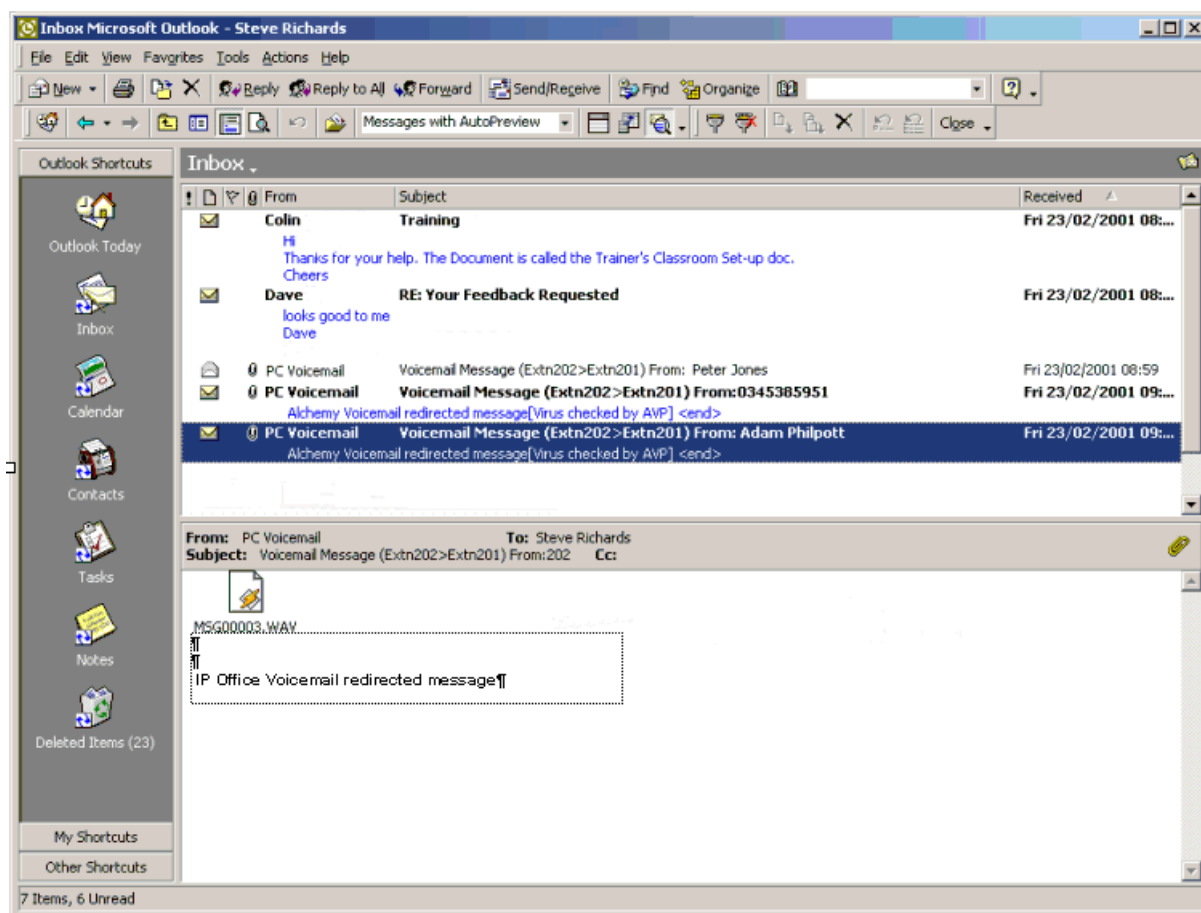 Inbox Microsoft Outlook - Steve Richards
File Edit View Favorites Tools Actions Help
New Reply Reply to All Forward Send/Receive Find Organize
Messages with AutoPreview Close
Outlook Shortcuts
Outlook Today
Inbox
Calendar
Contacts
Tasks
Notes
Deleted Items (23)
My Shortcuts
Other Shortcuts
Inbox
! From Subject Received
Colin Training Fri 23/02/2001 08:...
Hi
Thanks for your help. The Document is called the Trainer's Classroom Set-up doc.
Cheers
Dave RE: Your Feedback Requested Fri 23/02/2001 08:...
looks good to me
Dave
PC Voicemail Voicemail Message (Extn202>Extn201) From: Peter Jones Fri 23/02/2001 08:59
PC Voicemail Voicemail Message (Extn202>Extn201) From:0345385951 Fri 23/02/2001 09:...
Alchemy Voicemail redirected message[Virus checked by AVP] <end>
PC Voicemail Voicemail Message (Extn202>Extn201) From: Adam Philpott Fri 23/02/2001 09:...
Alchemy Voicemail redirected message[Virus checked by AVP] <end>
From: PC Voicemail To: Steve Richards
Subject: Voicemail Message (Extn202>Extn201) From:202 Cc:
MSG00003.WAV
¶
¶
IP Office Voicemail redirected message¶
7 Items, 6 Unread